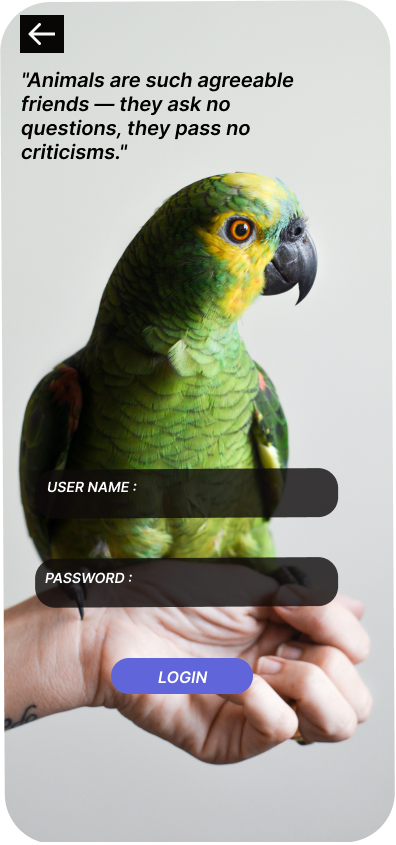 "Animals are such agreeable
friends — they ask no
questions, they pass no
criticisms."
USER NAME :
PASSWORD :
LOGIN